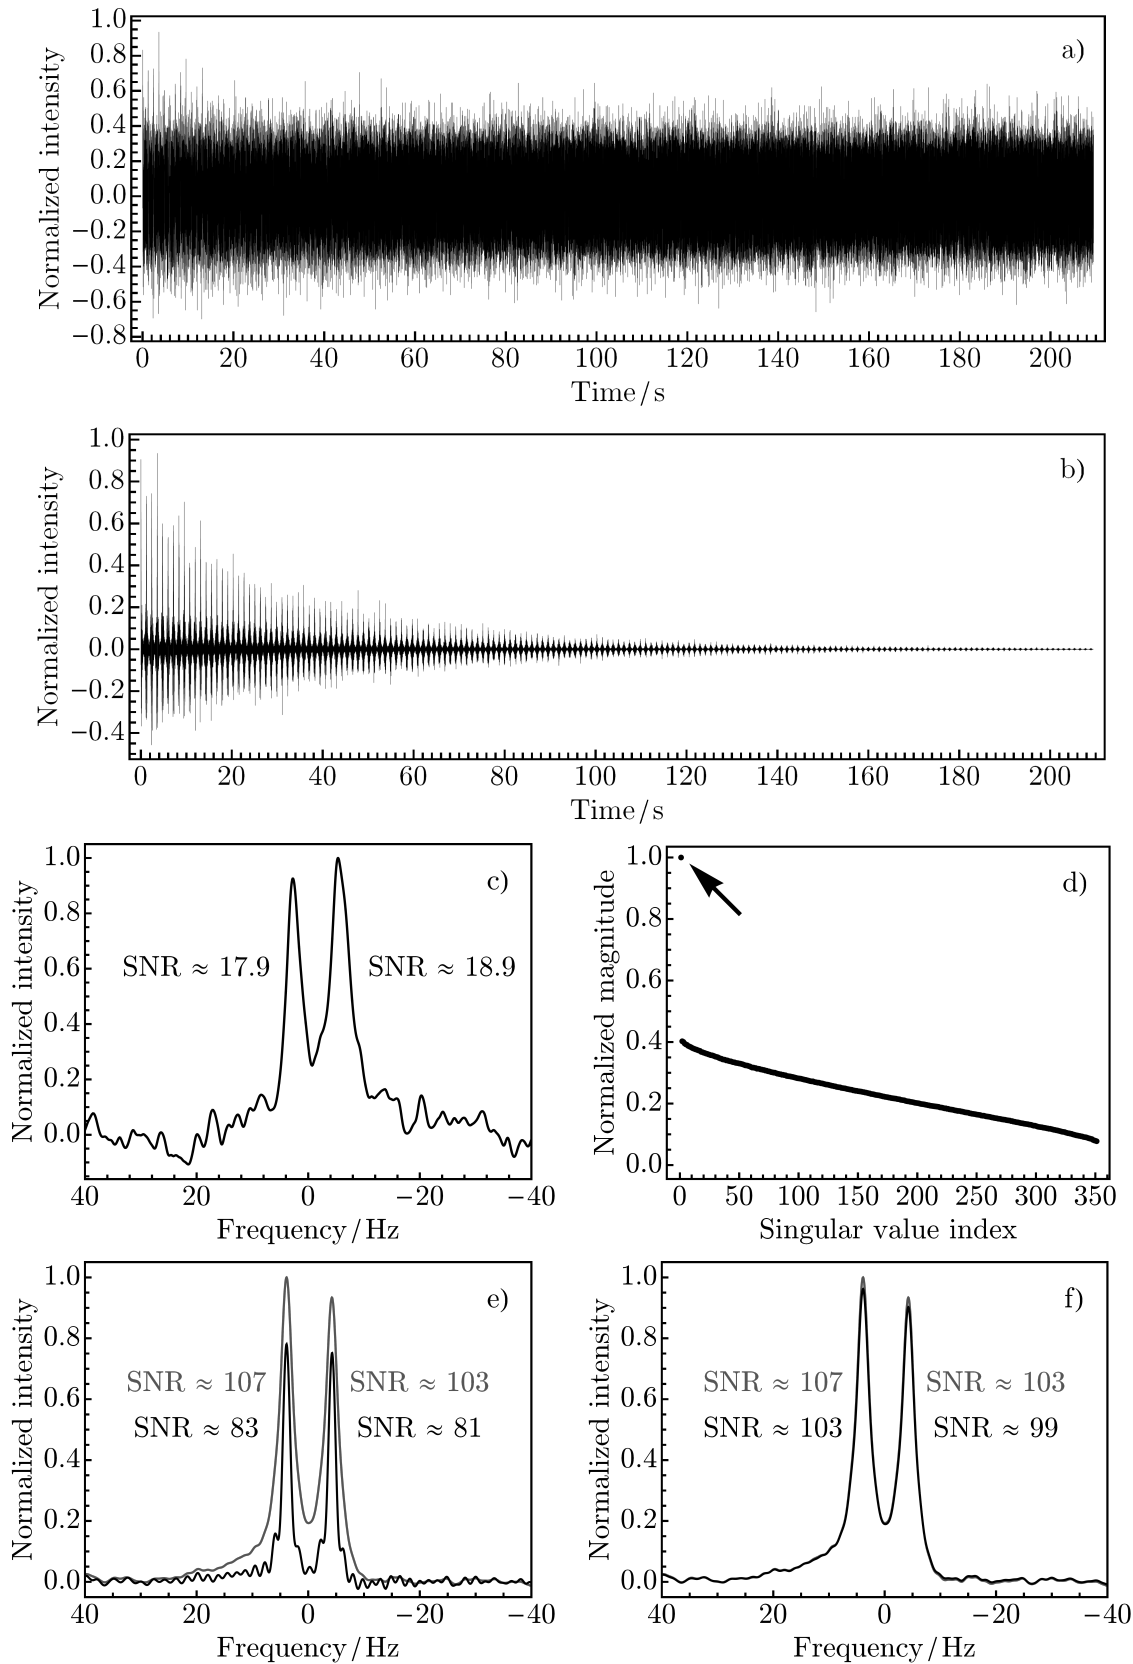 a)
Normalized intensity
1.0
0.8
0.6
0.4
0.2
0.0
−0.2
−0.4
−0.6
−0.8
0 20 40 60 80 100 120 140 160 180 200
Time/s
b)
Normalized intensity
1.0
0.8
0.6
0.4
0.2
0.0
−0.2
−0.4
0 20 40 60 80 100 120 140 160 180 200
Time/s
c)
Normalized intensity
1.0
0.8
0.6
0.4
0.2
0.0
SNR ≈ 17.9 SNR ≈ 18.9
40 20 0 −20 −40
Frequency/Hz
d)
Normalized magnitude
1.0
0.8
0.6
0.4
0.2
0.0
0 50 100 150 200 250 300 350
Singular value index
e)
Normalized intensity
1.0
0.8
0.6
0.4
0.2
0.0
SNR ≈ 107 SNR ≈ 103
SNR ≈ 83 SNR ≈ 81
40 20 0 −20 −40
Frequency/Hz
f)
Normalized intensity
1.0
0.8
0.6
0.4
0.2
0.0
SNR ≈ 107 SNR ≈ 103
SNR ≈ 103 SNR ≈ 99
40 20 0 −20 −40
Frequency/Hz